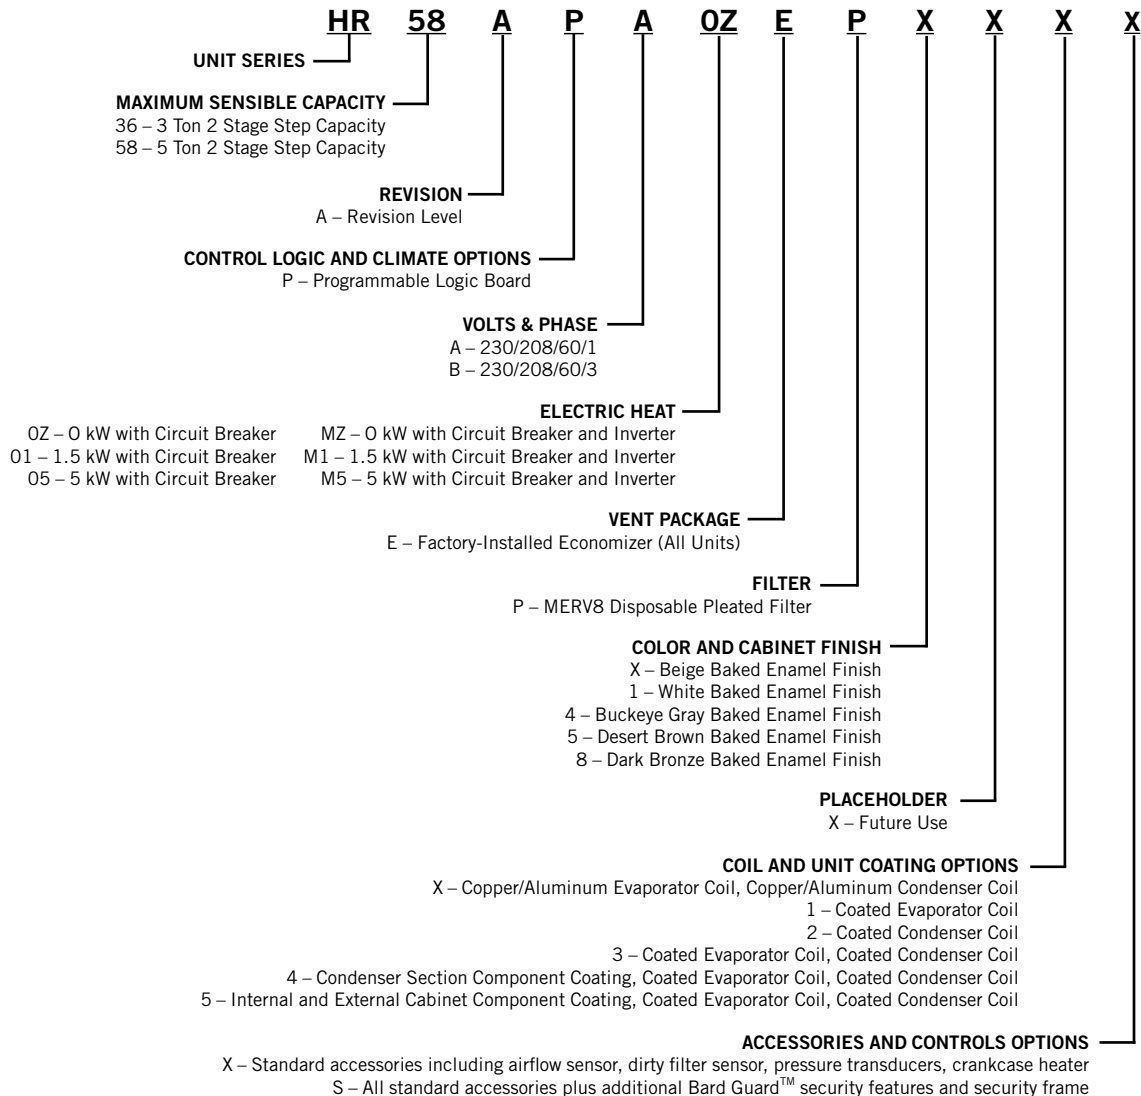 HR 58 A P A 0Z E P X X X X
UNIT SERIES
MAXIMUM SENSIBLE CAPACITY
36 – 3 Ton 2 Stage Step Capacity
58 – 5 Ton 2 Stage Step Capacity
REVISION
A – Revision Level
CONTROL LOGIC AND CLIMATE OPTIONS
P – Programmable Logic Board
VOLTS & PHASE
A – 230/208/60/1
B – 230/208/60/3
ELECTRIC HEAT
0Z – 0 kW with Circuit Breaker MZ – 0 kW with Circuit Breaker and Inverter
01 – 1.5 kW with Circuit Breaker M1 – 1.5 kW with Circuit Breaker and Inverter
05 – 5 kW with Circuit Breaker M5 – 5 kW with Circuit Breaker and Inverter
VENT PACKAGE
E – Factory-Installed Economizer (All Units)
FILTER
P – MERV8 Disposable Pleated Filter
COLOR AND CABINET FINISH
X – Beige Baked Enamel Finish
1 – White Baked Enamel Finish
4 – Buckeye Gray Baked Enamel Finish
5 – Desert Brown Baked Enamel Finish
8 – Dark Bronze Baked Enamel Finish
PLACEHOLDER
X – Future Use
COIL AND UNIT COATING OPTIONS
X – Copper/Aluminum Evaporator Coil, Copper/Aluminum Condenser Coil
1 – Coated Evaporator Coil
2 – Coated Condenser Coil
3 – Coated Evaporator Coil, Coated Condenser Coil
4 – Condenser Section Component Coating, Coated Evaporator Coil, Coated Condenser Coil
5 – Internal and External Cabinet Component Coating, Coated Evaporator Coil, Coated Condenser Coil
ACCESSORIES AND CONTROLS OPTIONS
X – Standard accessories including airflow sensor, dirty filter sensor, pressure transducers, crankcase heater
S – All standard accessories plus additional Bard Guard™ security features and security frame